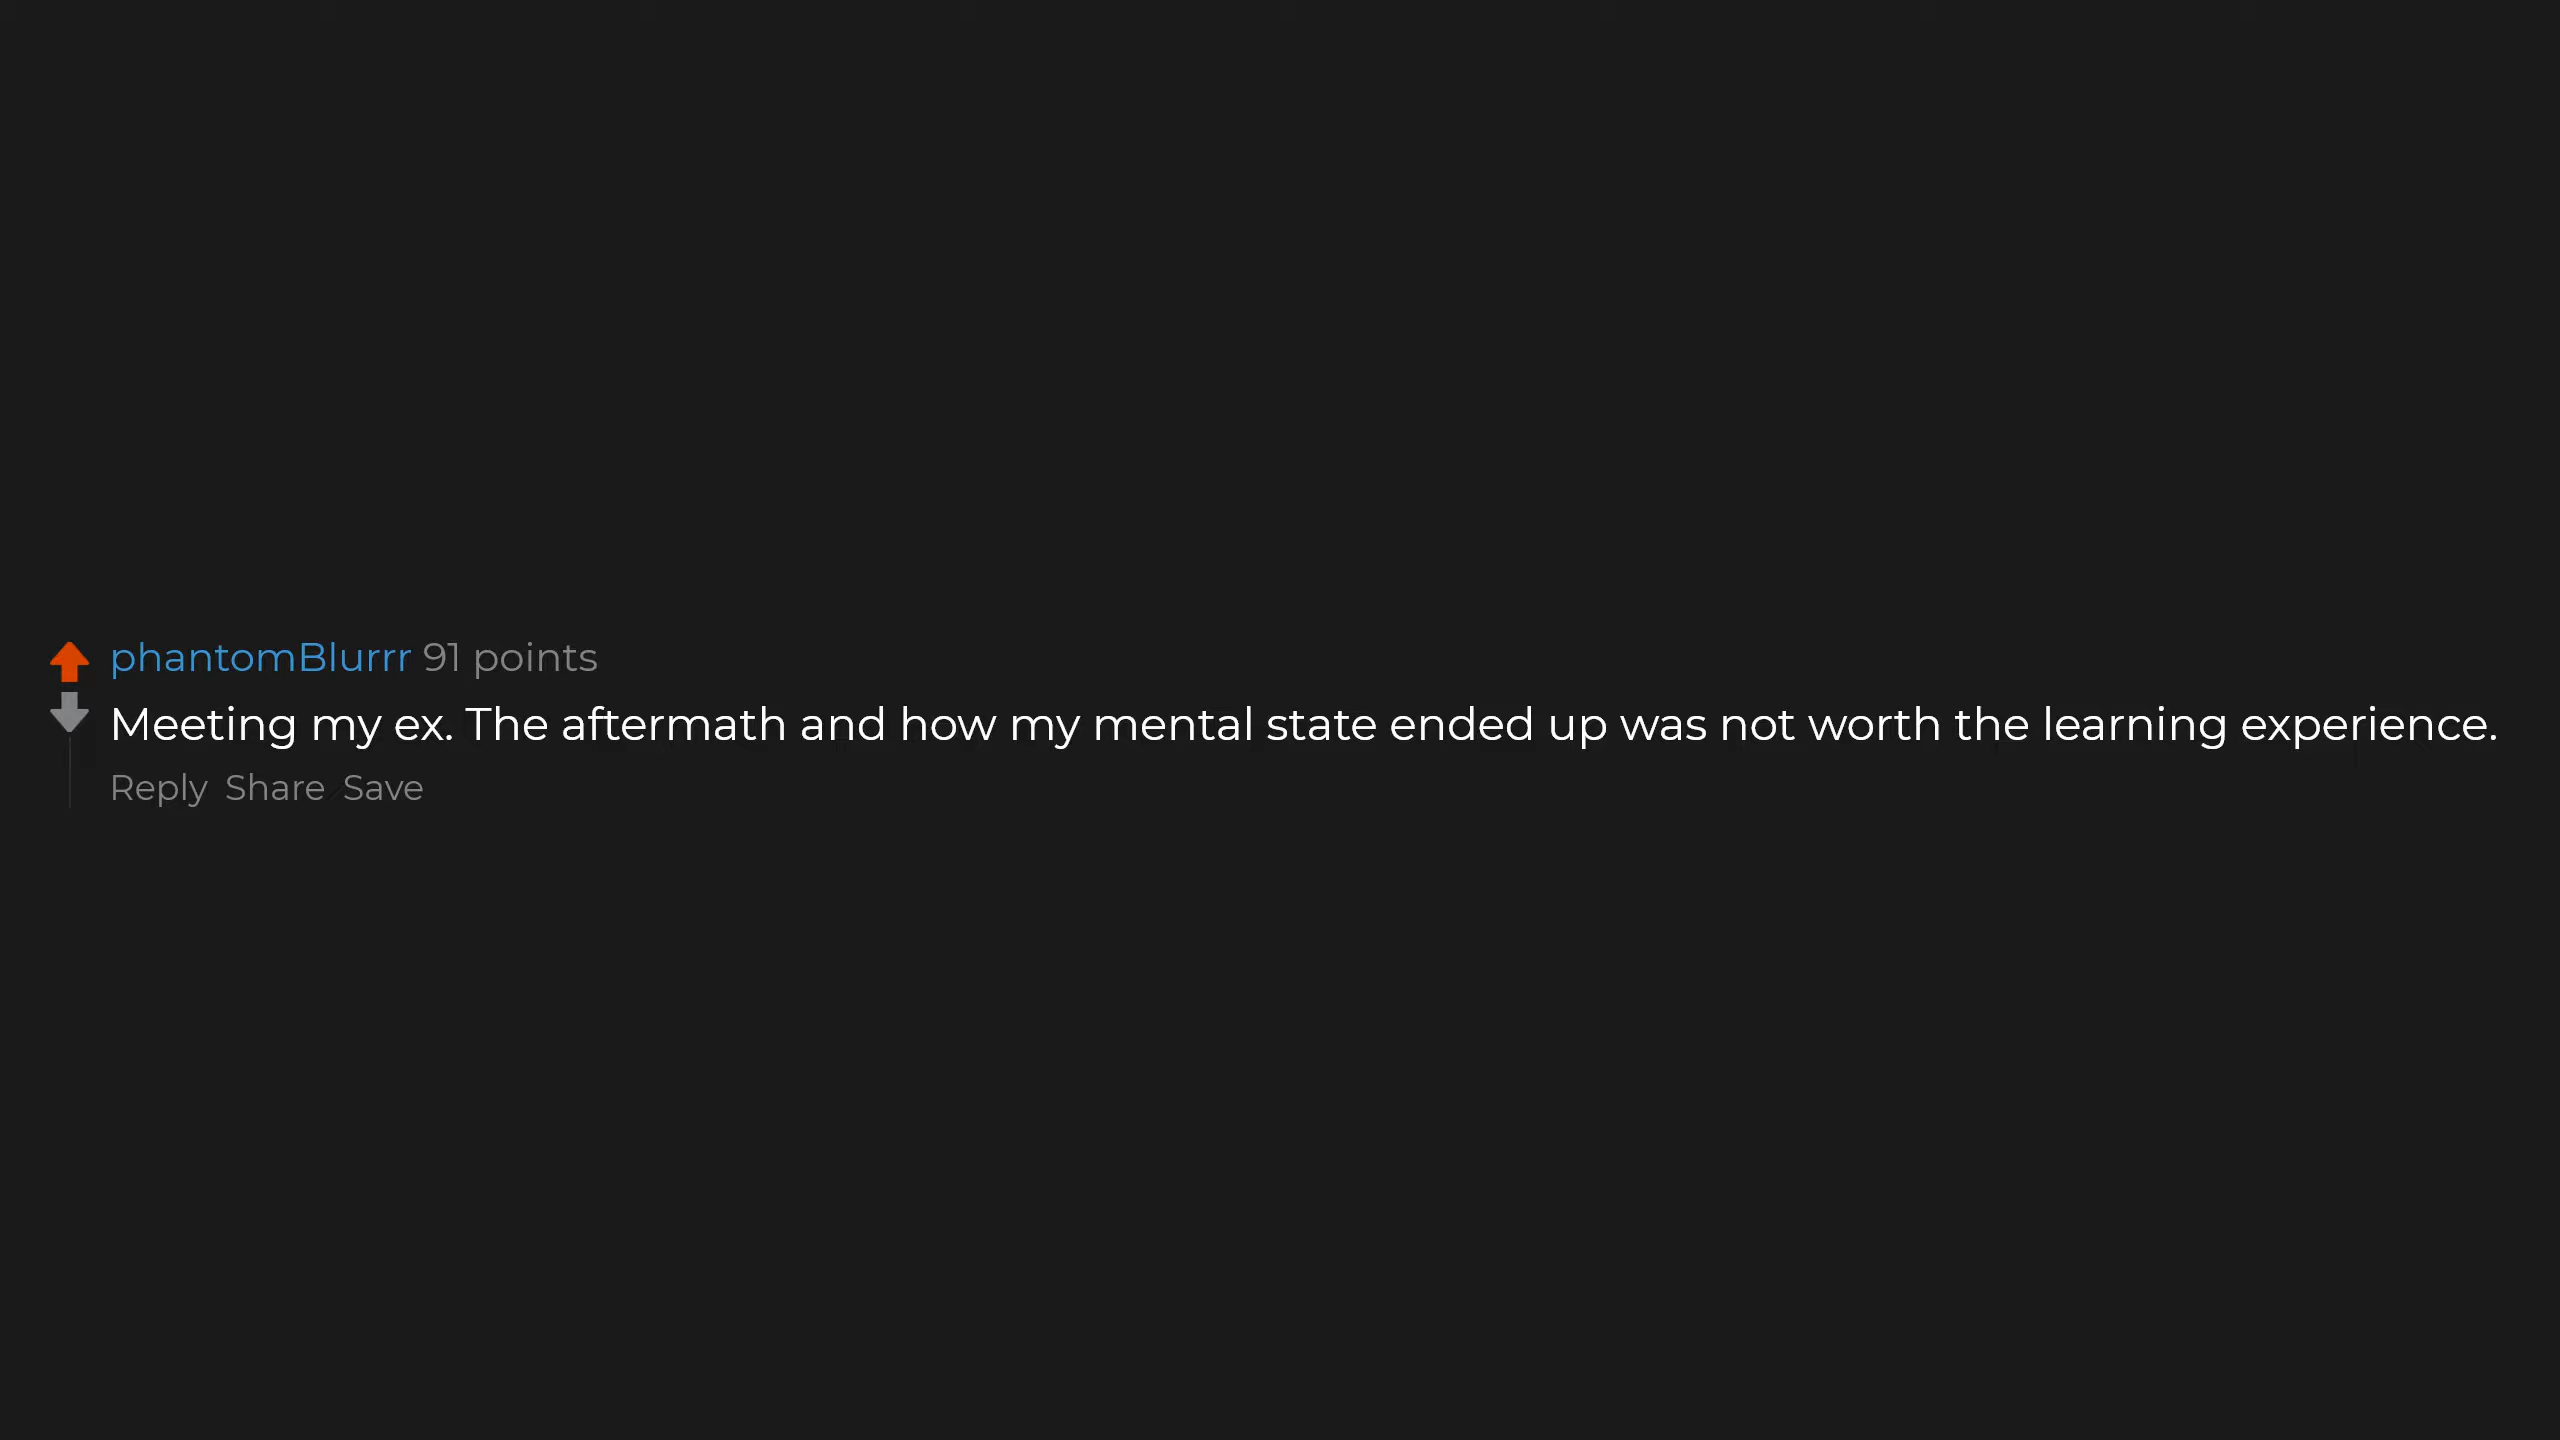 phantomBlurrr 91 points
Meeting my ex. The aftermath and how my mental state ended up was not worth the learning experience.
Reply Share Save